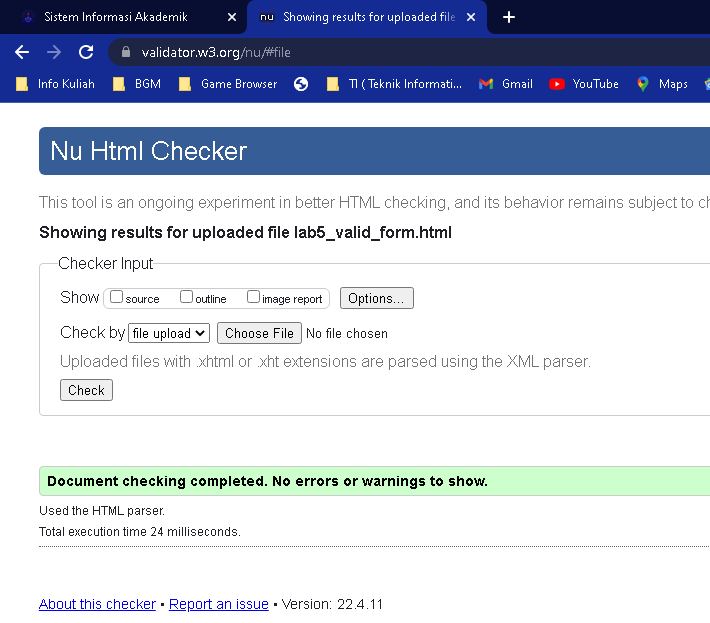 Sistem Informasi Akademik
nu Showing results for uploaded file
validator.w3.org/nu/#file
Info Kuliah BGM Game Browser TI ( Teknik Informati... Gmail YouTube Maps
Nu Html Checker
This tool is an ongoing experiment in better HTML checking, and its behavior remains subject to
Showing results for uploaded file lab5_valid_form.html
Checker Input
Show source outline image report Options...
Check by file upload Choose File No file chosen
Uploaded files with .xhtml or .xht extensions are parsed using the XML parser.
Check
Document checking completed. No errors or warnings to show.
Used the HTML parser.
Total execution time 24 milliseconds.
About this checker • Report an issue • Version: 22.4.11